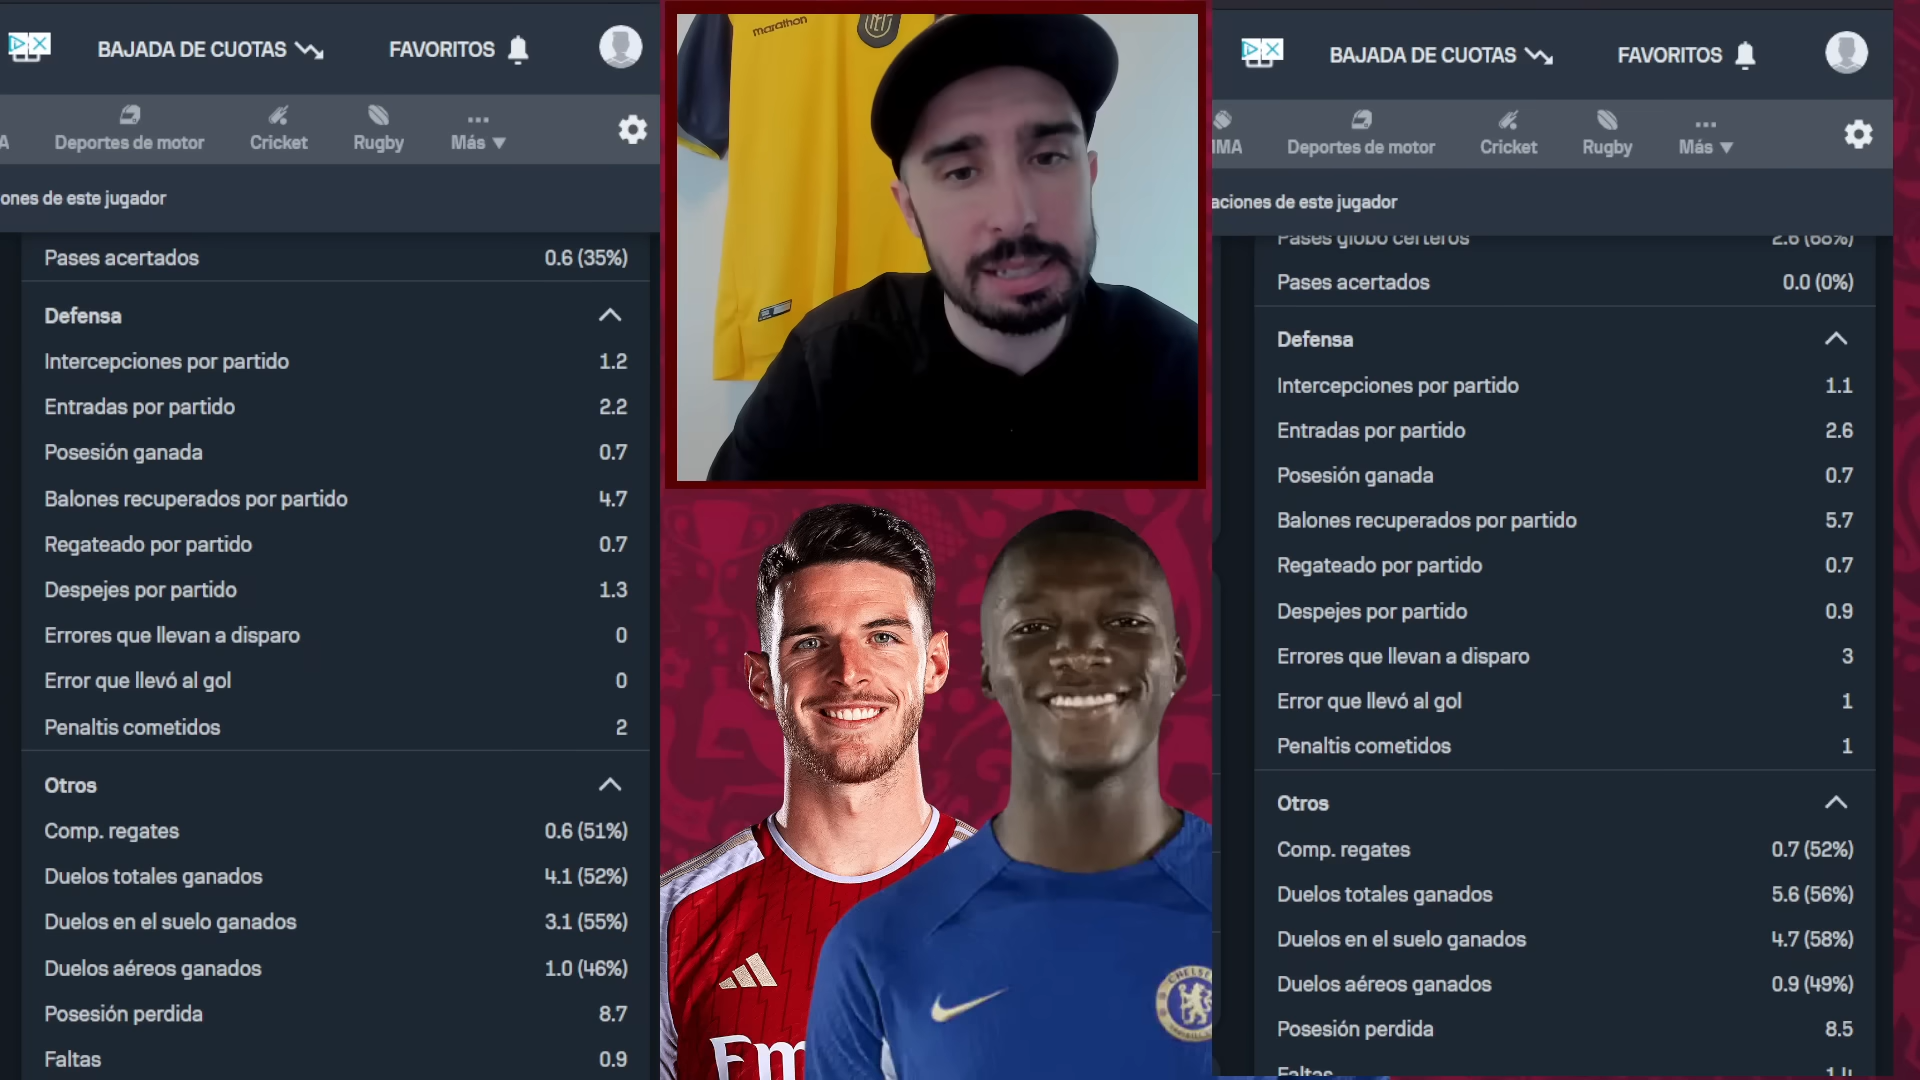 BAJADA DE CUOTAS
FAVORITOS
Deportes de motor
Cricket
Rugby
Más ▼
ones de este jugador
Pases acertados 0.6 (35%)
Defensa
Intercepciones por partido 1.2
Entradas por partido 2.2
Posesión ganada 0.7
Balones recuperados por partido 4.7
Regateado por partido 0.7
Despejes por partido 1.3
Errores que llevan a disparo 0
Error que llevó al gol 0
Penaltis cometidos 2
Otros
Comp. regates 0.6 (51%)
Duelos totales ganados 4.1 (52%)
Duelos en el suelo ganados 3.1 (55%)
Duelos aéreos ganados 1.0 (46%)
Posesión perdida 8.7
Faltas 0.9
marathon
CHELSE
BAJADA DE CUOTAS
FAVORITOS
MMA
Deportes de motor
Cricket
Rugby
Más ▼
aciones de este jugador
Pases globo certeros 2.6 (68%)
Pases acertados 0.0 (0%)
Defensa
Intercepciones por partido 1.1
Entradas por partido 2.6
Posesión ganada 0.7
Balones recuperados por partido 5.7
Regateado por partido 0.7
Despejes por partido 0.9
Errores que llevan a disparo 3
Error que llevó al gol 1
Penaltis cometidos 1
Otros
Comp. regates 0.7 (52%)
Duelos totales ganados 5.6 (56%)
Duelos en el suelo ganados 4.7 (58%)
Duelos aéreos ganados 0.9 (49%)
Posesión perdida 8.5
Faltas 1.4